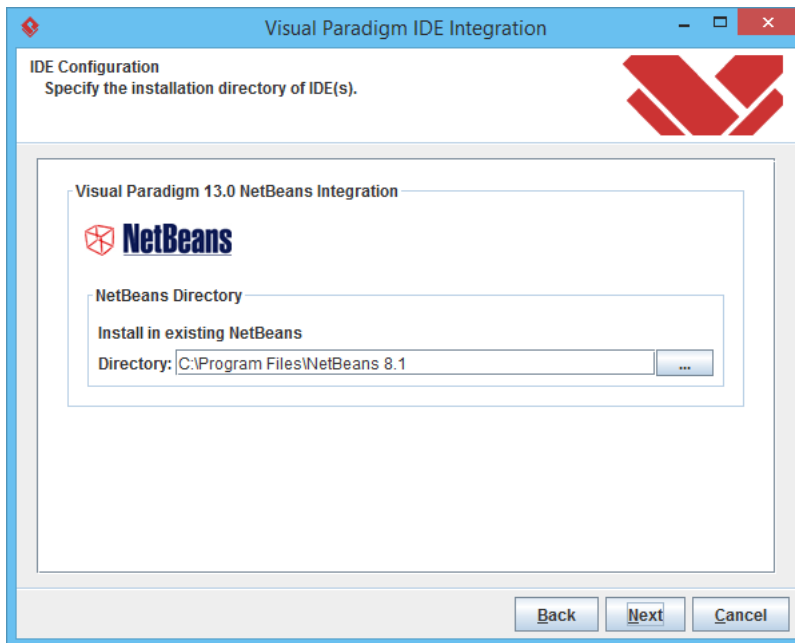 Visual Paradigm IDE Integration
IDE Configuration
Specify the installation directory of IDE(s).
Visual Paradigm 13.0 NetBeans Integration
NetBeans
NetBeans Directory
Install in existing NetBeans
Directory: C:\Program Files\NetBeans 8.1 ...
Back Next Cancel